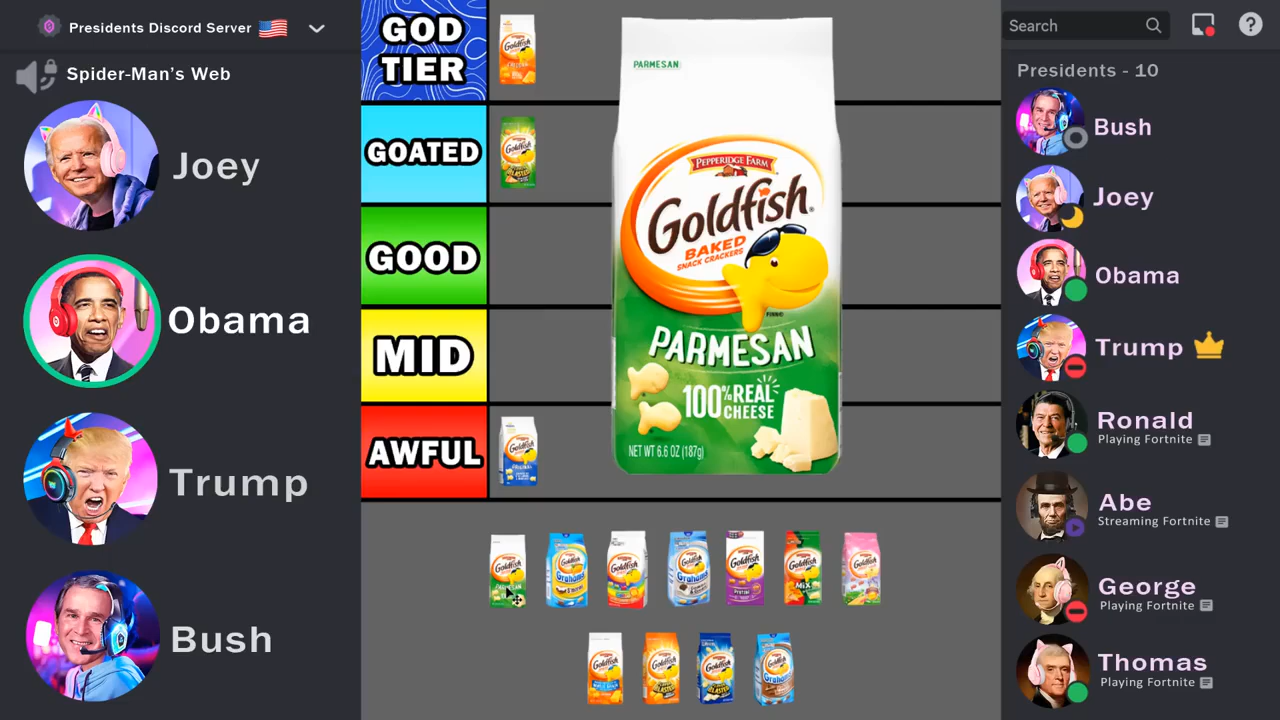 Presidents Discord Server
Spider-Man's Web
Joey
Obama
Trump
Bush
GOD
TIER
GOATED
GOOD
MID
AWFUL
PARMESAN
PEPPERIDGE FARM
Goldfish
BAKED
SNACK CRACKERS
PARMESAN
100% REAL
CHEESE
NET WT 6.6 OZ (187g)
Search
Presidents - 10
Bush
Joey
Obama
Trump
Ronald
Playing Fortnite
Abe
Streaming Fortnite
George
Playing Fortnite
Thomas
Playing Fortnite